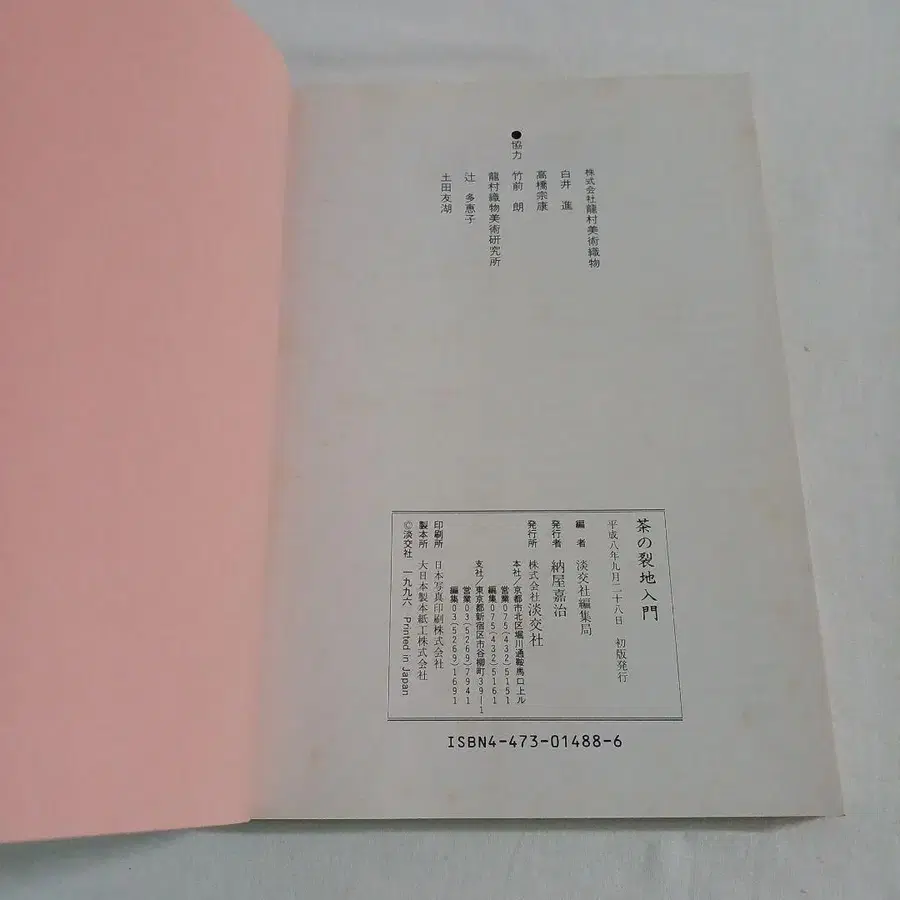 ●協力
株式会社龍村美術織物
白井　進
高橋宗康
竹前　朗
龍村織物美術研究所
辻　多恵子
土田友湖
茶の裂地入門
平成八年九月二十八日　初版発行
編　者　淡交社編集局
発行者　納屋嘉治
発行所　株式会社淡交社
本社/京都市北区堀川通鞍馬口上ル
営業075(432)5151
編集075(432)5161
支社/東京都新宿区市谷柳町39-1
営業03(5269)7941
編集03(5269)1691
印刷所　日本写真印刷株式会社
製本所　大日本製本紙工株式会社
©淡交社　一九九六　Printed in Japan
ISBN4-473-01488-6